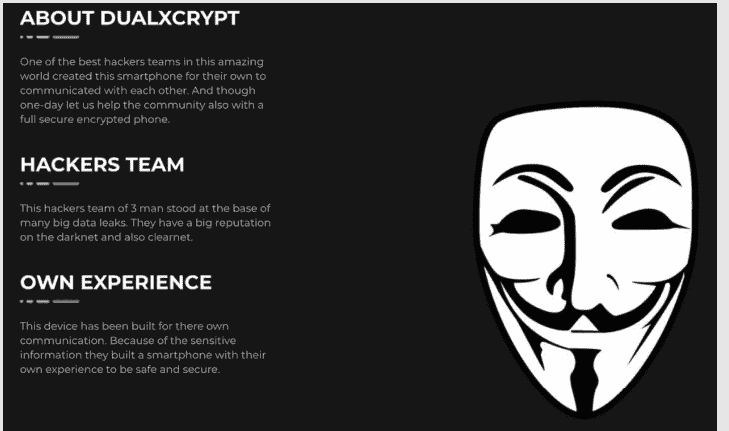 ABOUT DUALXCRYPT
One of the best hackers teams in this amazing
world created this smartphone for their own to
communicated with each other. And though
one-day let us help the community also with a
full secure encrypted phone.
HACKERS TEAM
This hackers team of 3 man stood at the base of
many big data leaks. They have a big reputation
on the darknet and also clearnet.
OWN EXPERIENCE
This device has been built for there own
communication. Because of the sensitive
information they built a smartphone with their
own experience to be safe and secure.